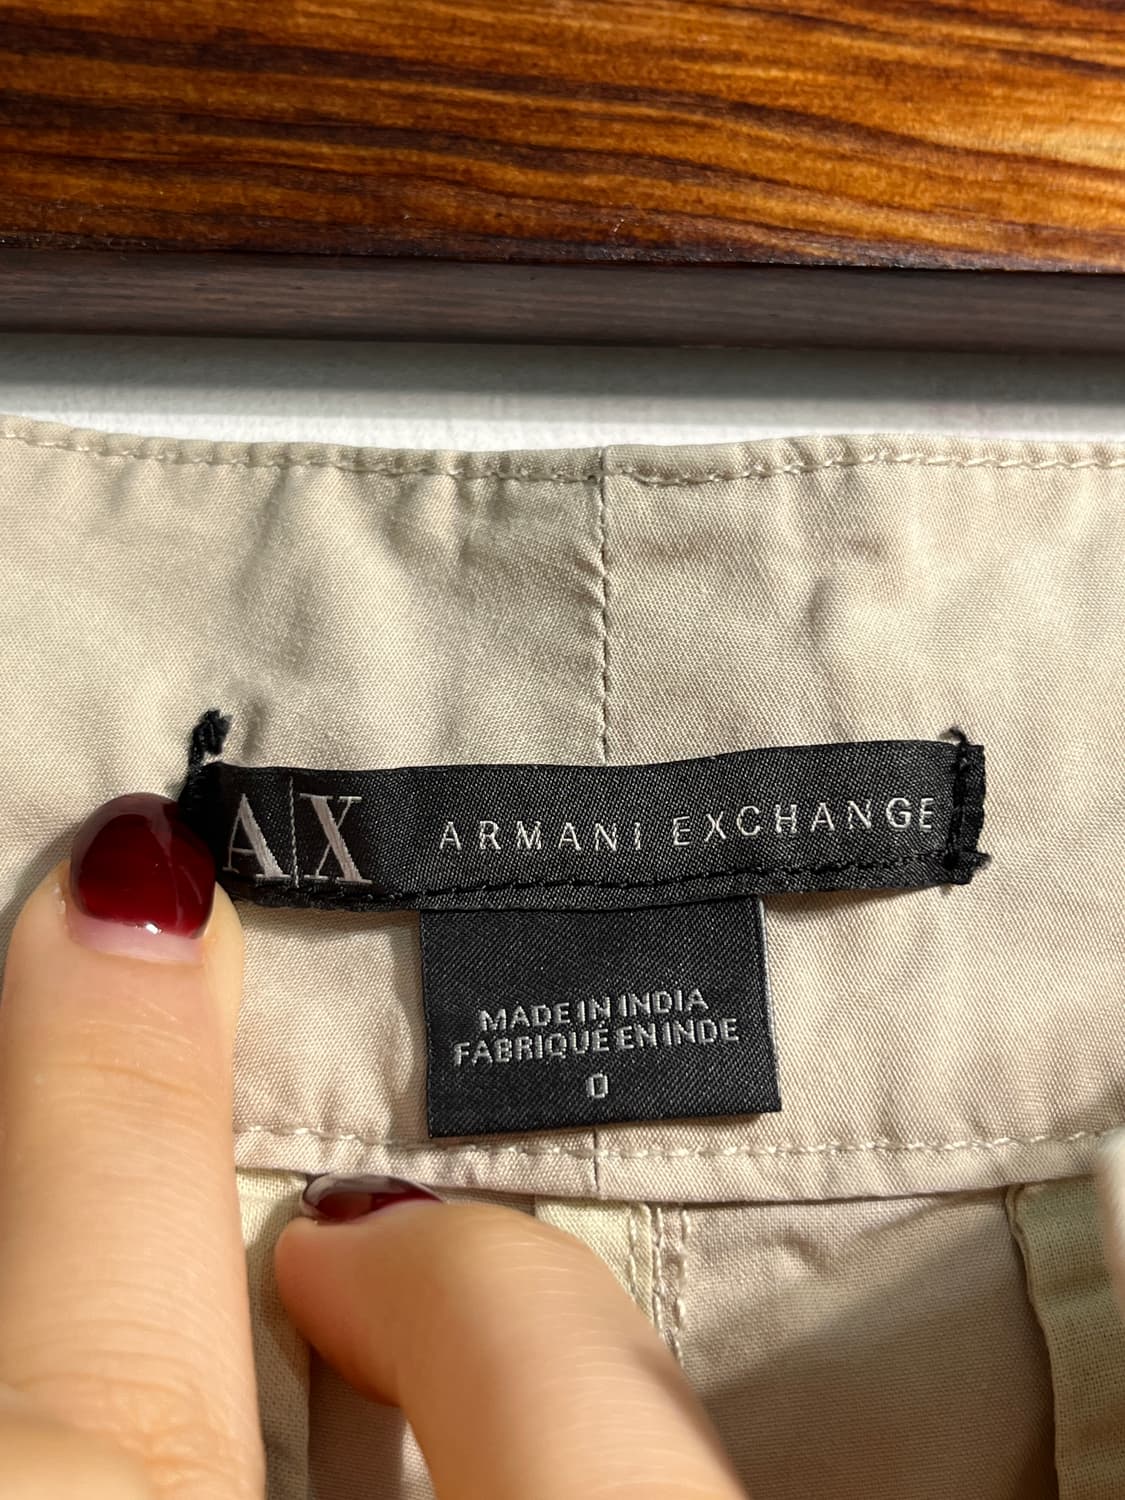 A|X ARMANI EXCHANGE
MADE IN INDIA
FABRIQUÉ EN INDE
0